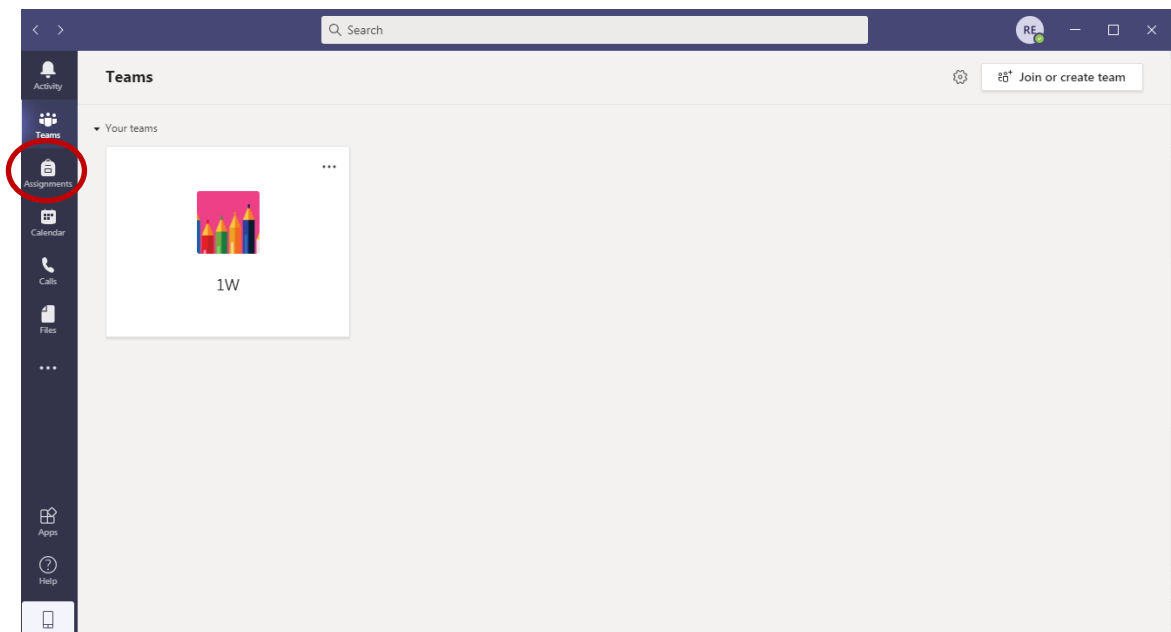 Search
RE
Activity
Teams
Join or create team
Teams
Your teams
Assignments
Calendar
1W
Calls
Files
Apps
Help